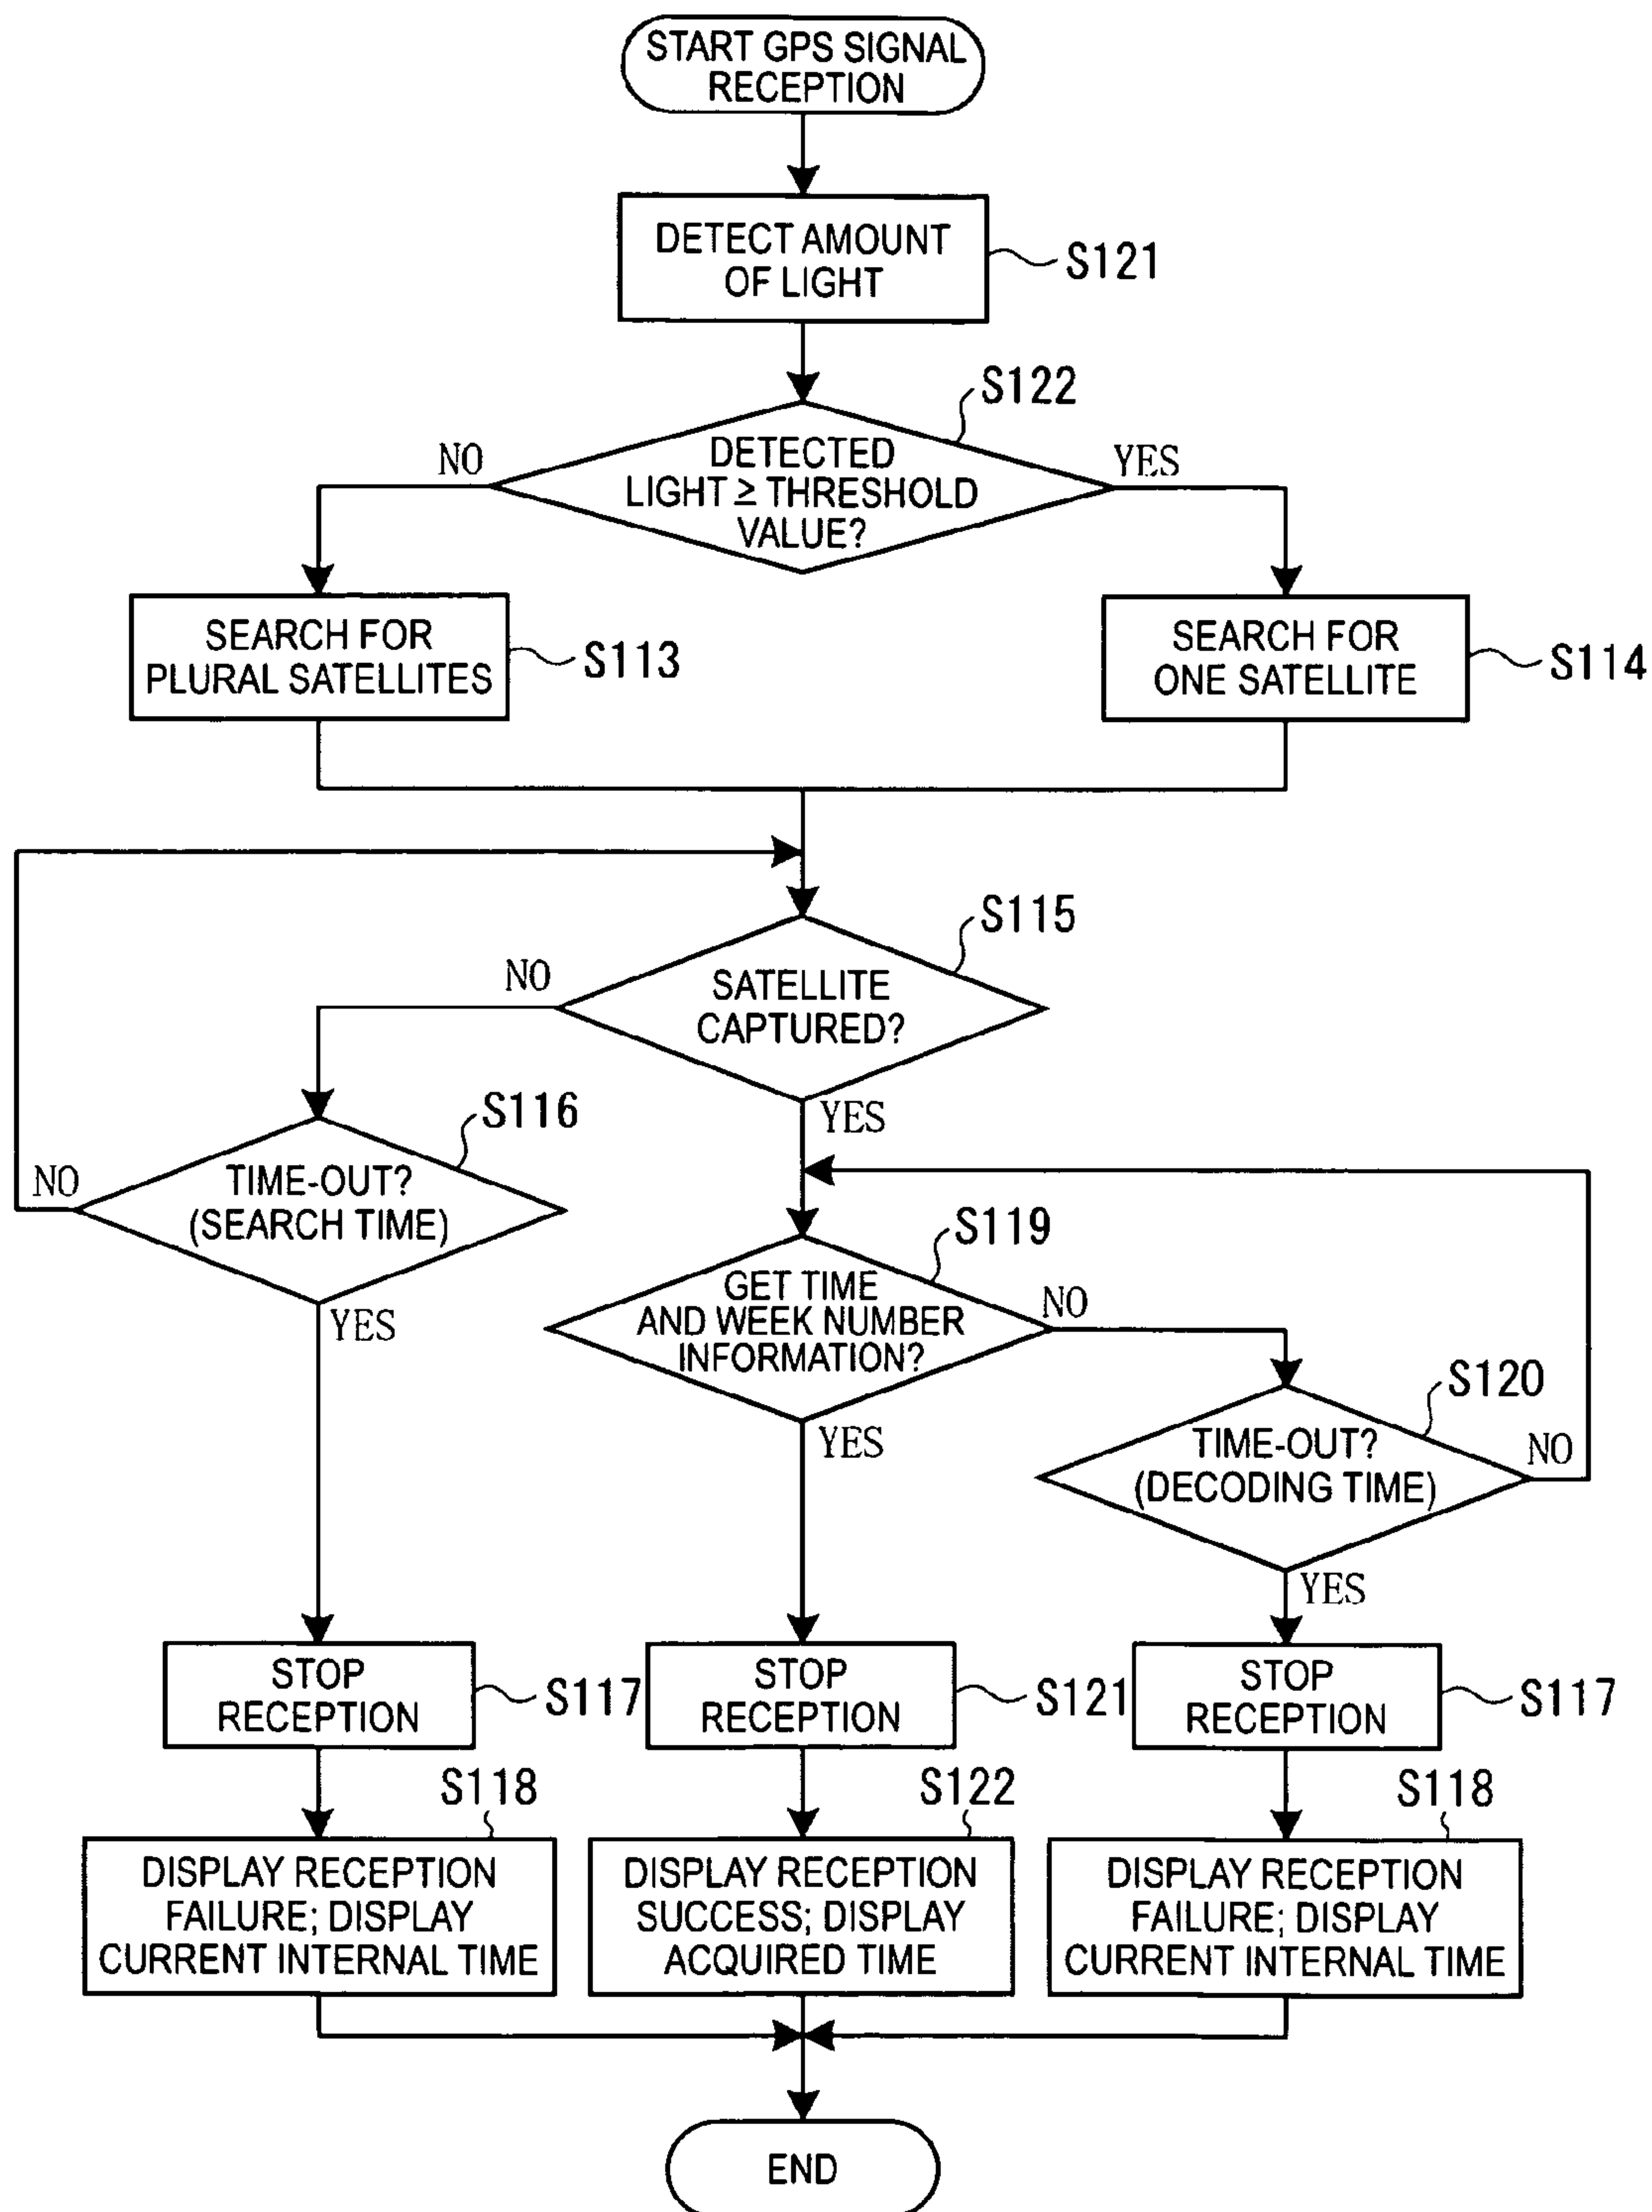 START GPS SIGNAL
RECEPTION
DETECT AMOUNT
OF LIGHT
S121
S122
NO
DETECTED
LIGHT ≥ THRESHOLD
VALUE?
YES
SEARCH FOR
PLURAL SATELLITES
S113
SEARCH FOR
ONE SATELLITE
S114
S115
NO
SATELLITE
CAPTURED?
YES
S116
NO
TIME-OUT?
(SEARCH TIME)
YES
S119
GET TIME
AND WEEK NUMBER
INFORMATION?
NO
YES
S120
TIME-OUT?
(DECODING TIME)
NO
YES
STOP
RECEPTION
S117
STOP
RECEPTION
S121
STOP
RECEPTION
S117
S118
DISPLAY RECEPTION
FAILURE; DISPLAY
CURRENT INTERNAL TIME
S122
DISPLAY RECEPTION
SUCCESS; DISPLAY
ACQUIRED TIME
S118
DISPLAY RECEPTION
FAILURE; DISPLAY
CURRENT INTERNAL TIME
END